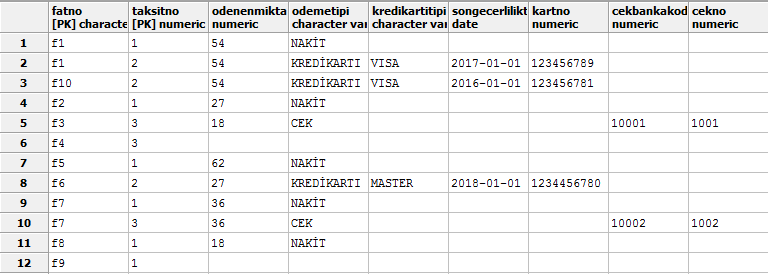 fatno taksitno odenenmikta odemetipi kredikartitipi songecerlilikt kartno cekbankakod cekno
[PK] characte [PK] numeric numeric character var character var date numeric numeric numeric
1 f1 1 54 NAKİT
2 f1 2 54 KREDİKARTI VISA 2017-01-01 123456789
3 f10 2 54 KREDİKARTI VISA 2016-01-01 123456781
4 f2 1 27 NAKİT
5 f3 3 18 CEK 10001 1001
6 f4 3
7 f5 1 62 NAKİT
8 f6 2 27 KREDİKARTI MASTER 2018-01-01 1234456780
9 f7 1 36 NAKİT
10 f7 3 36 CEK 10002 1002
11 f8 1 18 NAKİT
12 f9 1